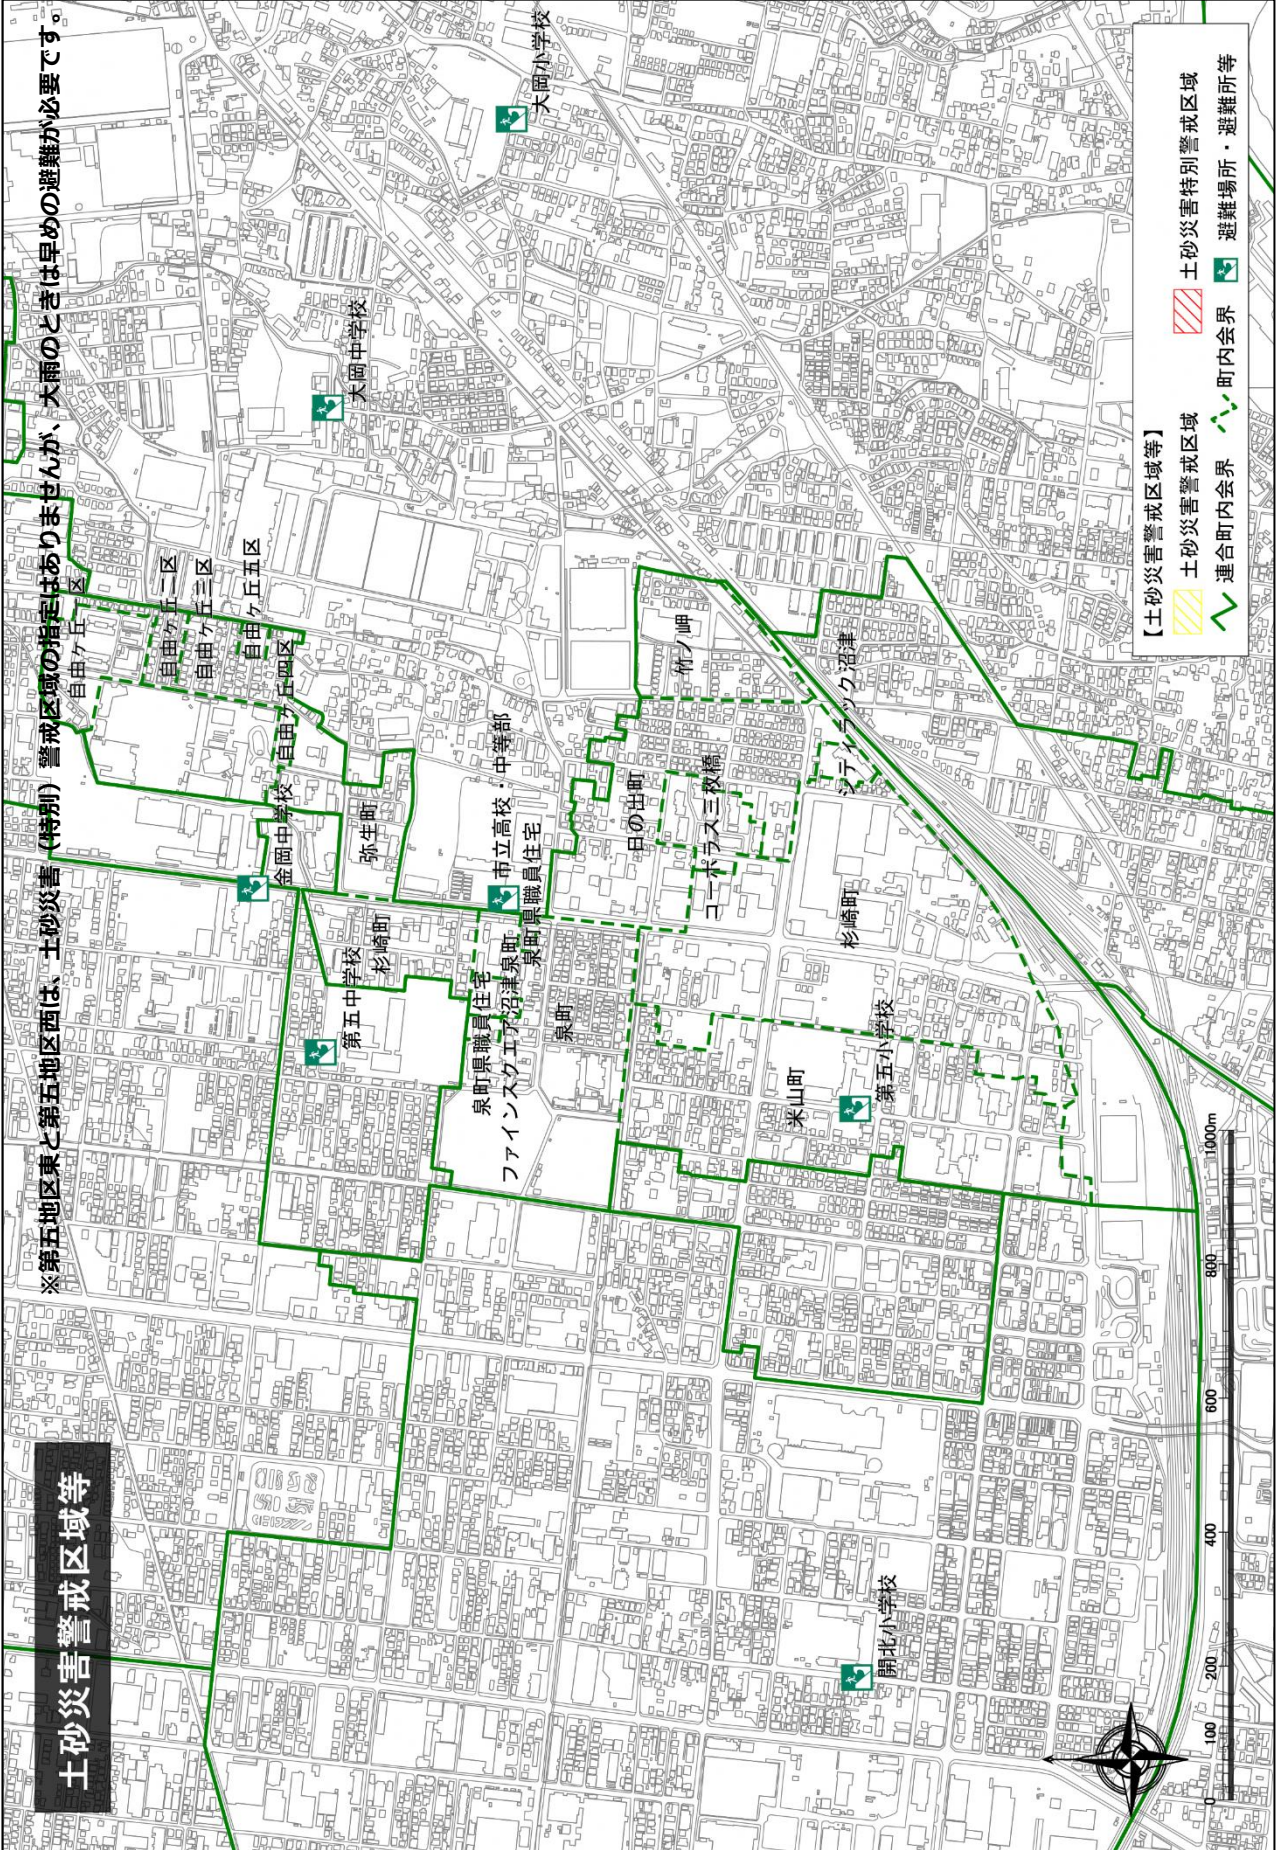 土砂災害警戒区域等
※第五地区東と第五地区西は、土砂災害（特別）警戒区域の指定はありませんが、大雨のときは早めの避難が必要です。
自由ヶ丘一区
自由ヶ丘二区
自由ヶ丘三区
自由ヶ丘五区
自由ヶ丘四区
金岡中学校
大岡中学校
大岡小学校
弥生町
第五中学校
杉崎町
市立高校・中等部
泉町県職員住宅
泉町県職員住宅
ファインスクエア沼津泉町
泉町
日の出町
竹ノ岬
コーポラス三枚橋
シティラック沼津
杉崎町
米山町
第五小学校
開北小学校
【土砂災害警戒区域等】
土砂災害警戒区域
土砂災害特別警戒区域
連合町内会界
町内会界
避難場所・避難所等
0 100 200 400 600 800 1000m